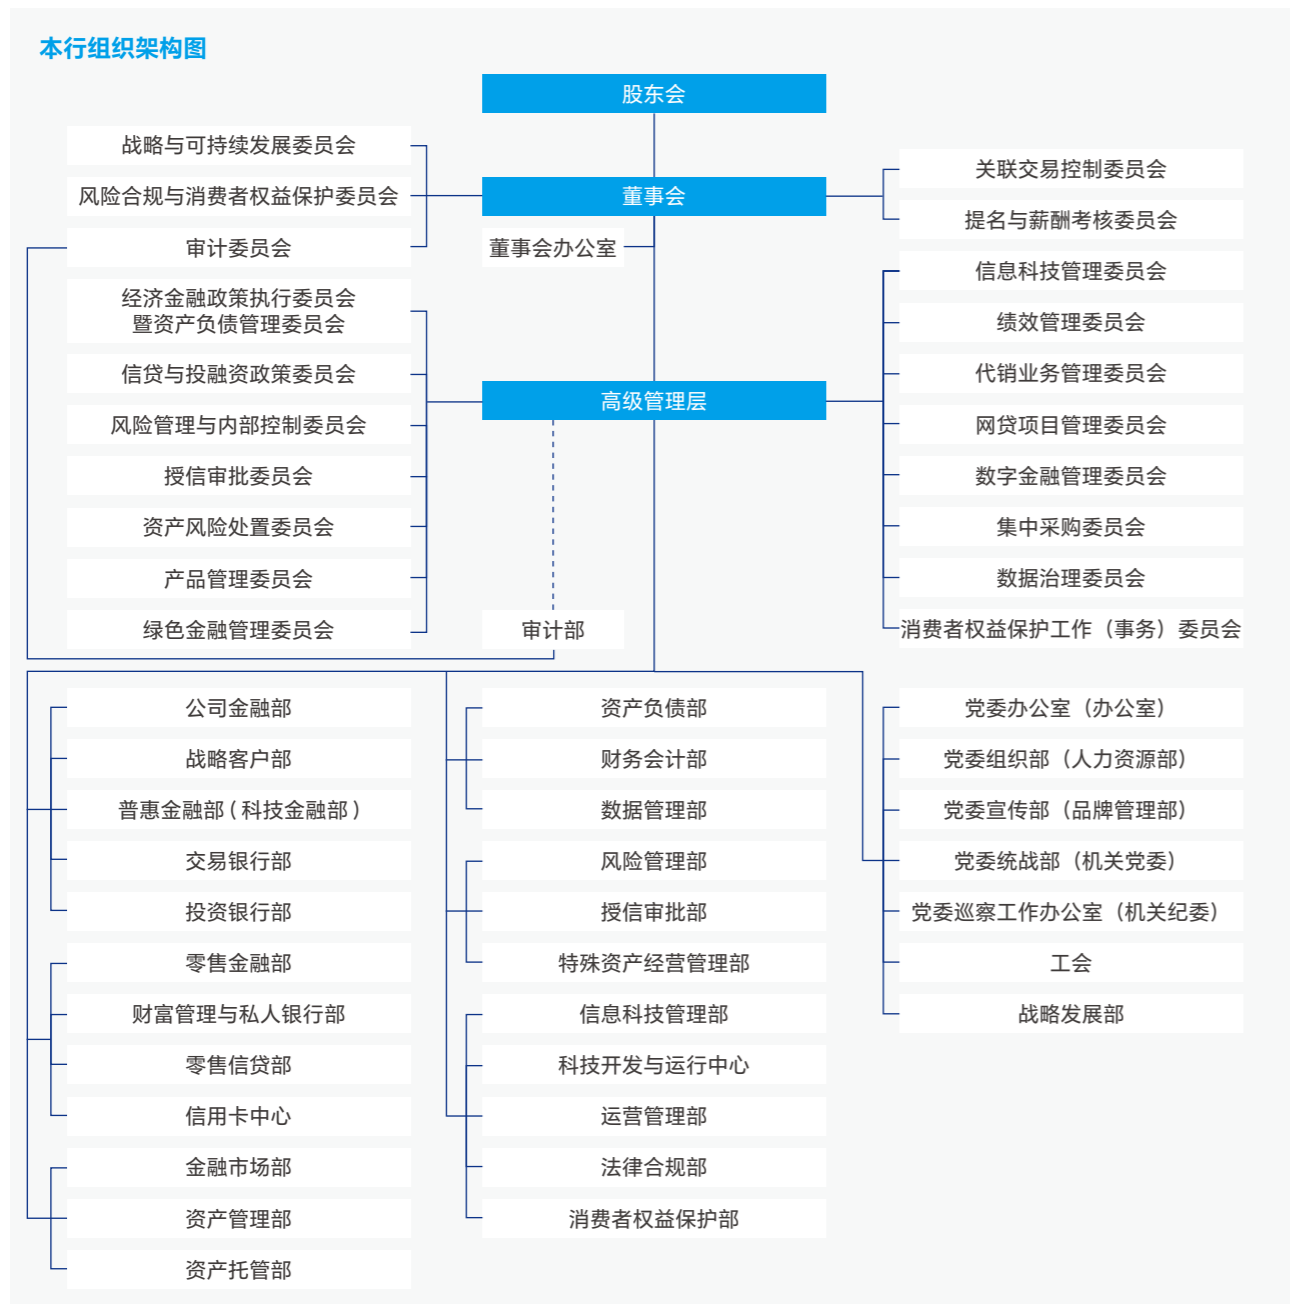 本行组织架构图
股东会
战略与可持续发展委员会
风险合规与消费者权益保护委员会
审计委员会
董事会
董事会办公室
关联交易控制委员会
提名与薪酬考核委员会
经济金融政策执行委员会
暨资产负债管理委员会
信贷与投融资政策委员会
风险管理与内部控制委员会
授信审批委员会
资产风险处置委员会
产品管理委员会
绿色金融管理委员会
高级管理层
审计部
信息科技管理委员会
绩效管理委员会
代销业务管理委员会
网贷项目管理委员会
数字金融管理委员会
集中采购委员会
数据治理委员会
消费者权益保护工作（事务）委员会
公司金融部
战略客户部
普惠金融部(科技金融部)
交易银行部
投资银行部
零售金融部
财富管理与私人银行部
零售信贷部
信用卡中心
金融市场部
资产管理部
资产托管部
资产负债部
财务会计部
数据管理部
风险管理部
授信审批部
特殊资产经营管理部
信息科技管理部
科技开发与运行中心
运营管理部
法律合规部
消费者权益保护部
党委办公室（办公室）
党委组织部（人力资源部）
党委宣传部（品牌管理部）
党委统战部（机关党委）
党委巡察工作办公室（机关纪委）
工会
战略发展部